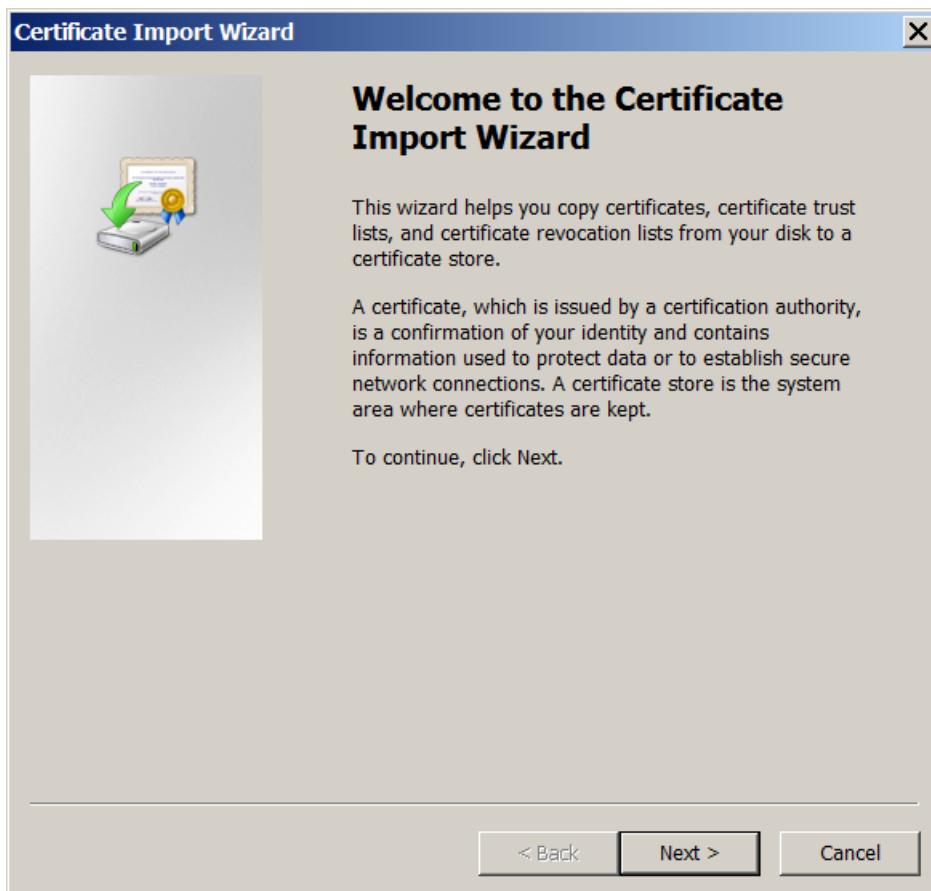 Certificate Import Wizard
Welcome to the Certificate
Import Wizard
This wizard helps you copy certificates, certificate trust
lists, and certificate revocation lists from your disk to a
certificate store.
A certificate, which is issued by a certification authority,
is a confirmation of your identity and contains
information used to protect data or to establish secure
network connections. A certificate store is the system
area where certificates are kept.
To continue, click Next.
< Back
Next >
Cancel